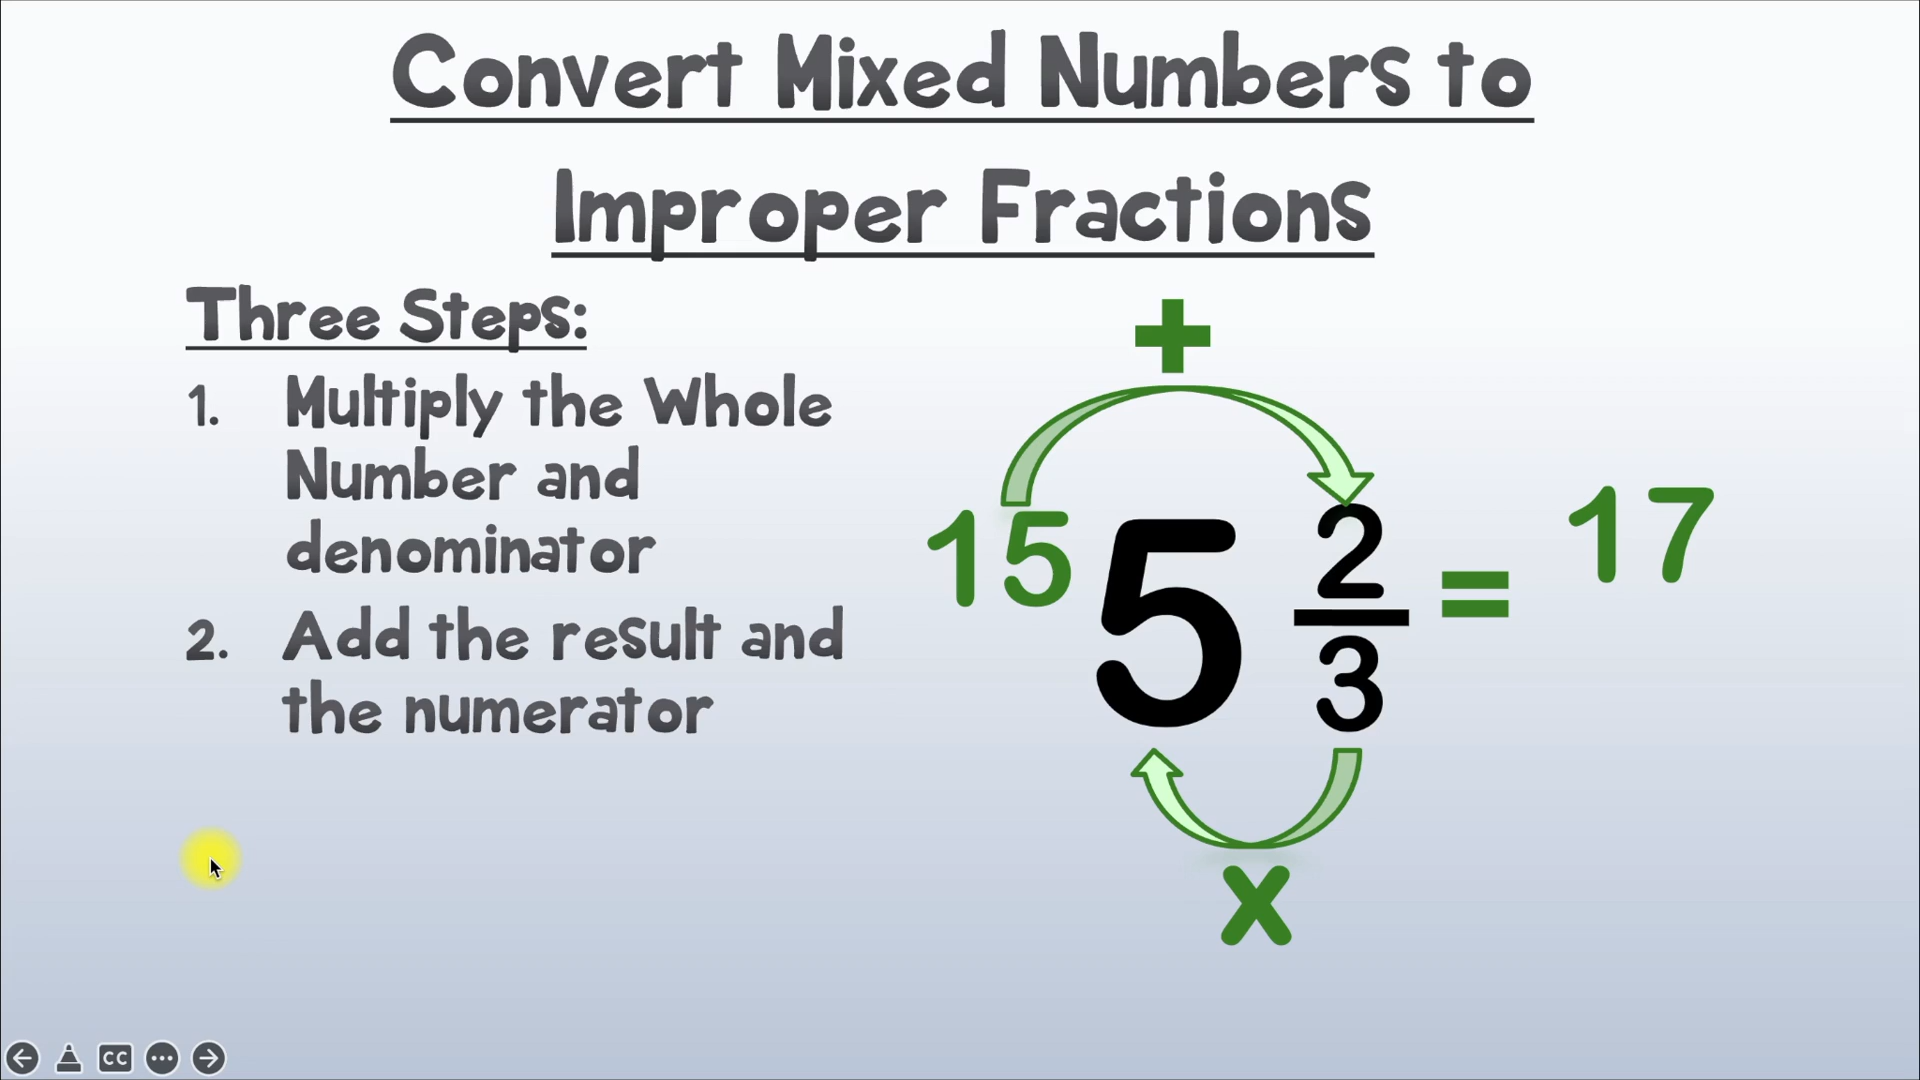 Convert Mixed Numbers to
Improper Fractions
Three Steps:
1. Multiply the Whole
Number and
denominator
2. Add the result and
the numerator
+
15 5 2/3 = 17
x
CC